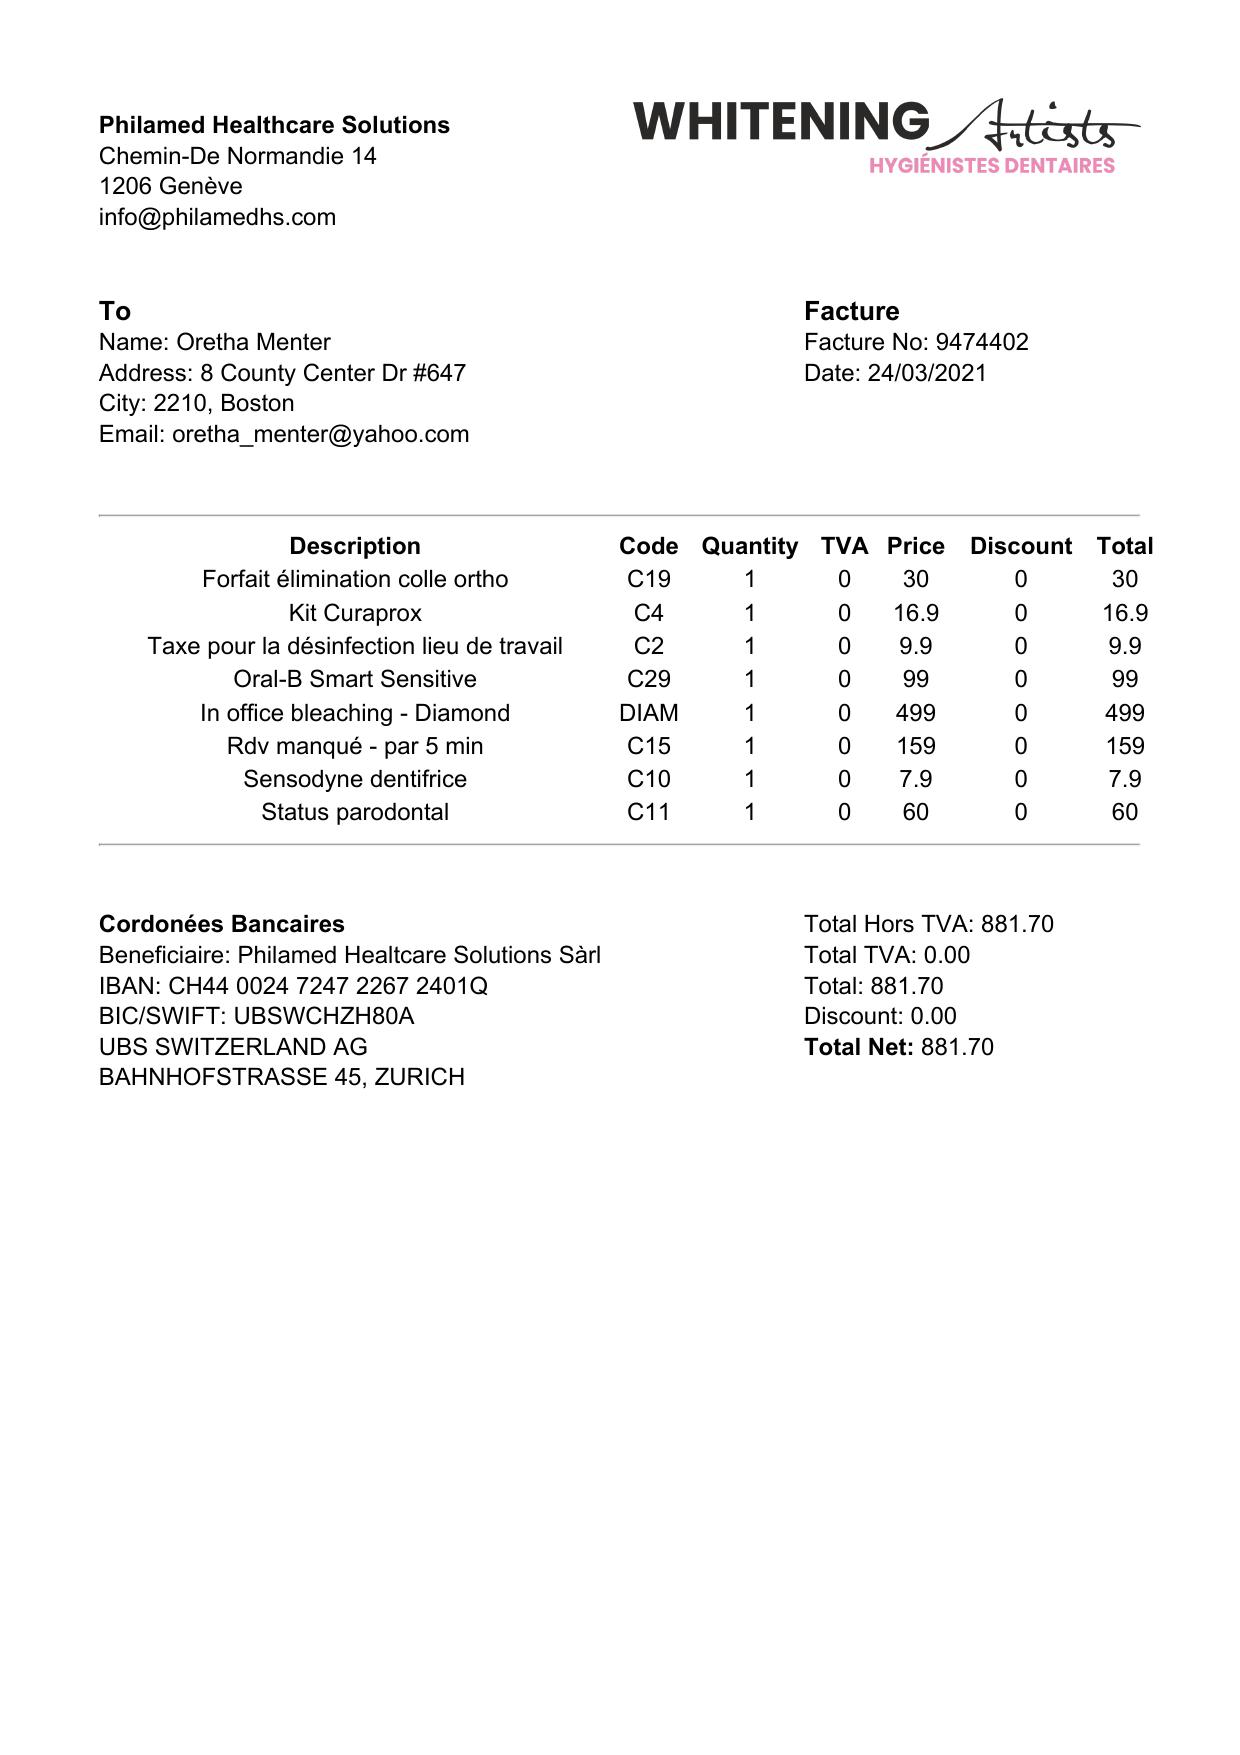 Philamed Healthcare Solutions
Chemin-De Normandie 14
1206 Genève
info@philamedhs.com
WHITENING Artists
HYGIÉNISTES DENTAIRES
To
Name: Oretha Menter
Address: 8 County Center Dr #647
City: 2210, Boston
Email: oretha_menter@yahoo.com
Facture
Facture No: 9474402
Date: 24/03/2021
Description Code Quantity TVA Price Discount Total
Forfait élimination colle ortho C19 1 0 30 0 30
Kit Curaprox C4 1 0 16.9 0 16.9
Taxe pour la désinfection lieu de travail C2 1 0 9.9 0 9.9
Oral-B Smart Sensitive C29 1 0 99 0 99
In office bleaching - Diamond DIAM 1 0 499 0 499
Rdv manqué - par 5 min C15 1 0 159 0 159
Sensodyne dentifrice C10 1 0 7.9 0 7.9
Status parodontal C11 1 0 60 0 60
Cordonées Bancaires
Beneficiaire: Philamed Healtcare Solutions Sàrl
IBAN: CH44 0024 7247 2267 2401Q
BIC/SWIFT: UBSWCHZH80A
UBS SWITZERLAND AG
BAHNHOFSTRASSE 45, ZURICH
Total Hors TVA: 881.70
Total TVA: 0.00
Total: 881.70
Discount: 0.00
Total Net: 881.70